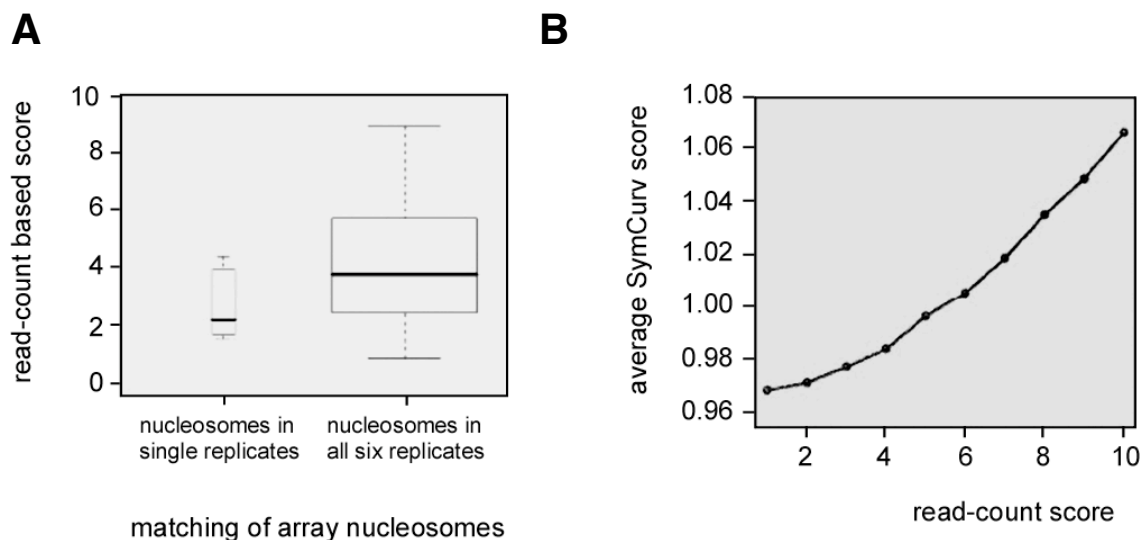 A
B
read-count based score
10
8
6
4
2
0
nucleosomes in
single replicates
nucleosomes in
all six replicates
matching of array nucleosomes
average SymCurv score
1.08
1.06
1.04
1.02
1.00
0.98
0.96
2
4
6
8
10
read-count score